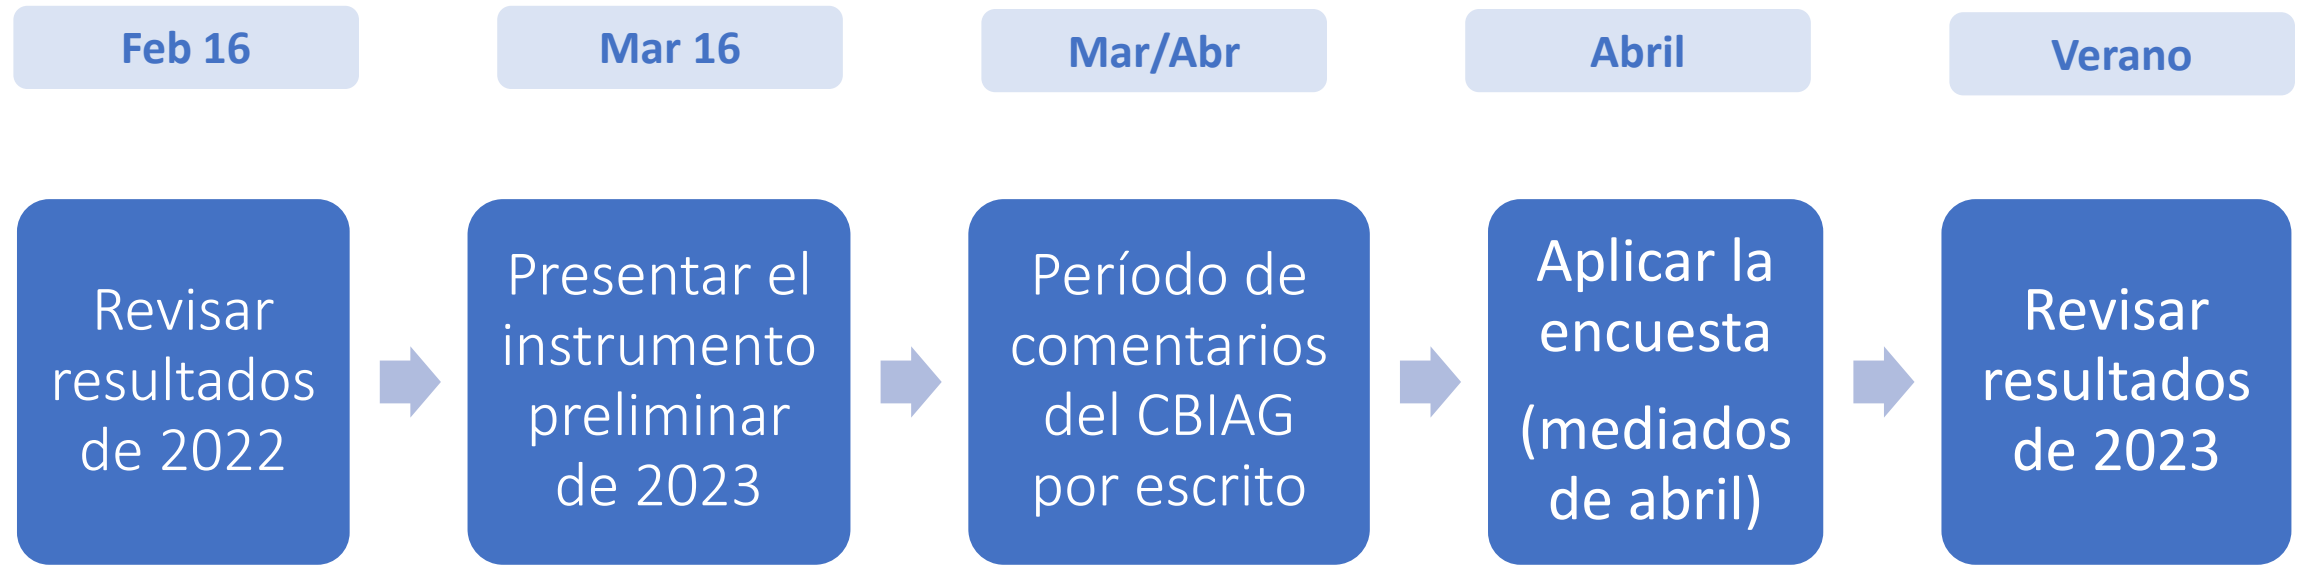 Feb 16
Mar 16
Mar/Abr
Abril
Verano
Revisar
resultados
de 2022
Presentar el
instrumento
preliminar
de 2023
Período de
comentarios
del CBIAG
por escrito
Aplicar la
encuesta
(mediados
de abril)
Revisar
resultados
de 2023